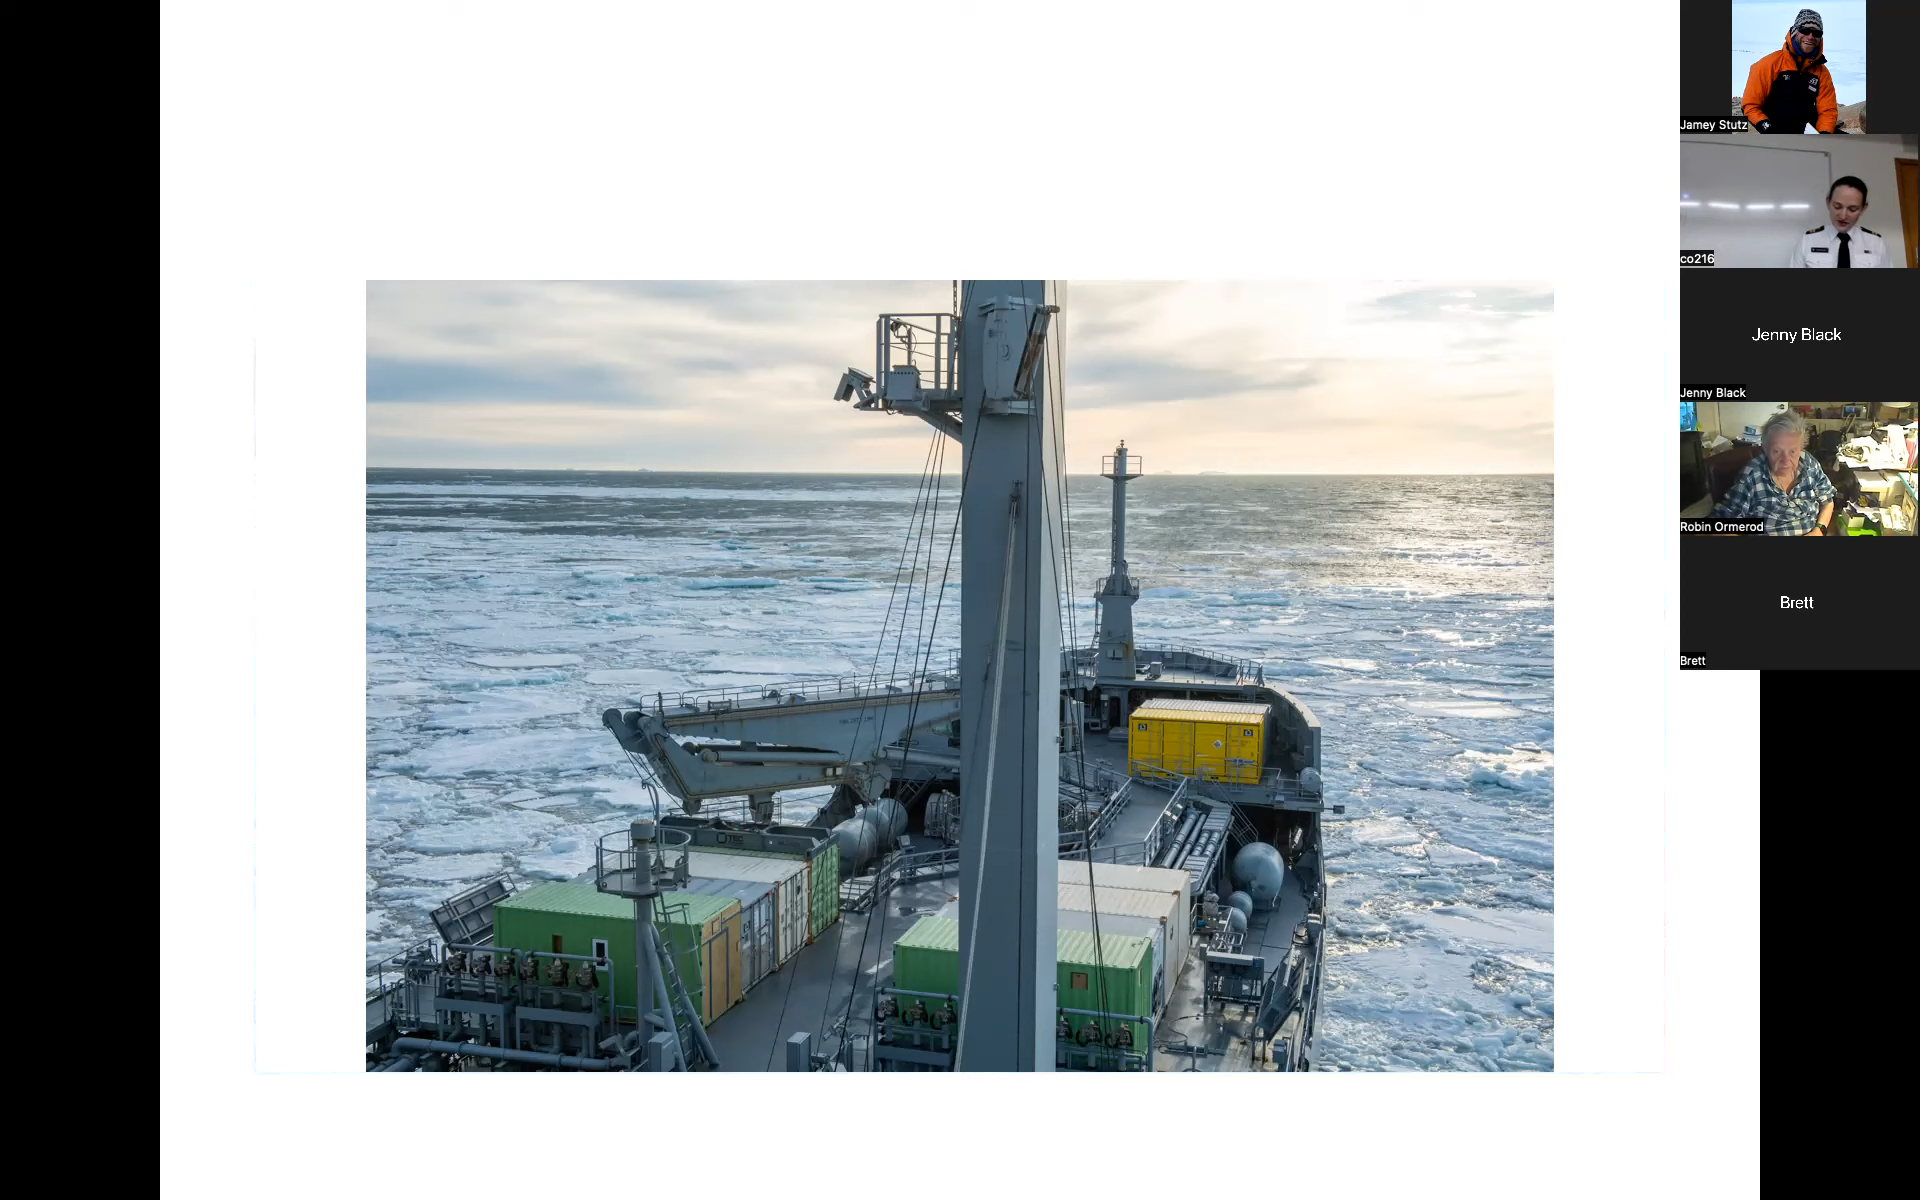 Jamey Stutz
co216
Jenny Black
Jenny Black
Robin Ormerod
Brett
Brett